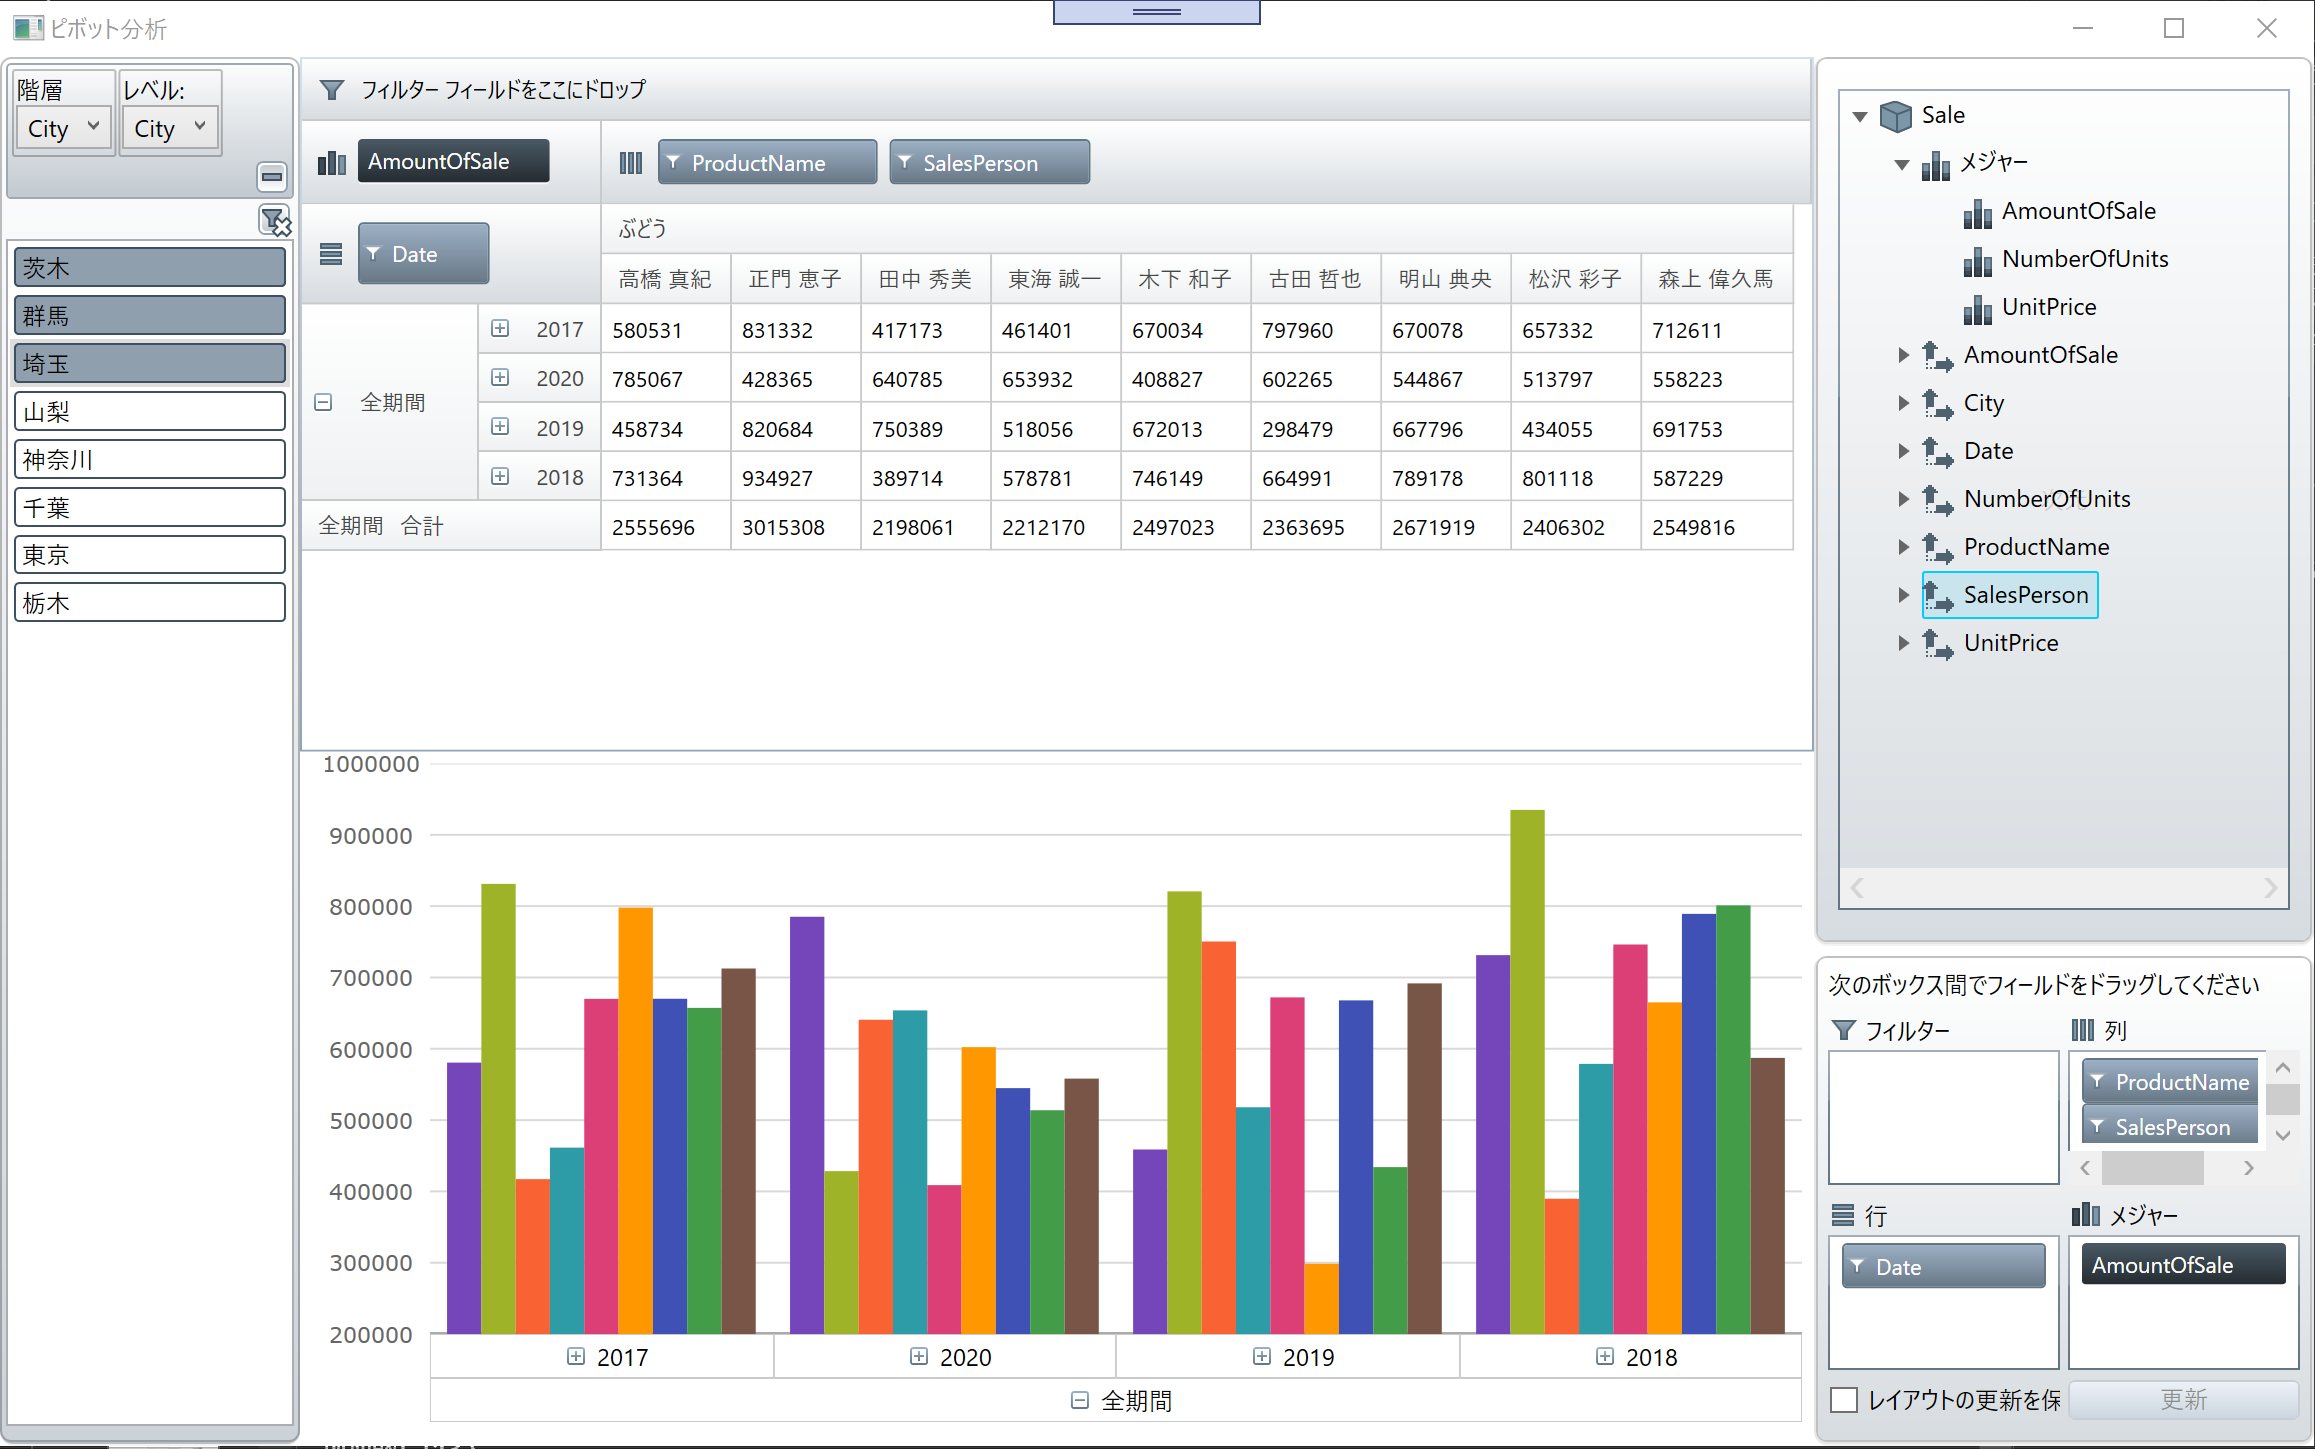 ピボット分析
階層 レベル:
City City
茨木
群馬
埼玉
山梨
神奈川
千葉
東京
栃木
フィルター フィールドをここにドロップ
AmountOfSale ProductName SalesPerson
Date ぶどう
高橋 真紀 正門 恵子 田中 秀美 東海 誠一 木下 和子 古田 哲也 明山 典央 松沢 彩子 森上 偉久馬
全期間
2017 580531 831332 417173 461401 670034 797960 670078 657332 712611
2020 785067 428365 640785 653932 408827 602265 544867 513797 558223
2019 458734 820684 750389 518056 672013 298479 667796 434055 691753
2018 731364 934927 389714 578781 746149 664991 789178 801118 587229
全期間 合計 2555696 3015308 2198061 2212170 2497023 2363695 2671919 2406302 2549816
1000000
900000
800000
700000
600000
500000
400000
300000
200000
2017 2020 2019 2018
全期間
Sale
メジャー
AmountOfSale
NumberOfUnits
UnitPrice
AmountOfSale
City
Date
NumberOfUnits
ProductName
SalesPerson
UnitPrice
次のボックス間でフィールドをドラッグしてください
フィルター 列
ProductName
SalesPerson
行 メジャー
Date AmountOfSale
レイアウトの更新を保 更新